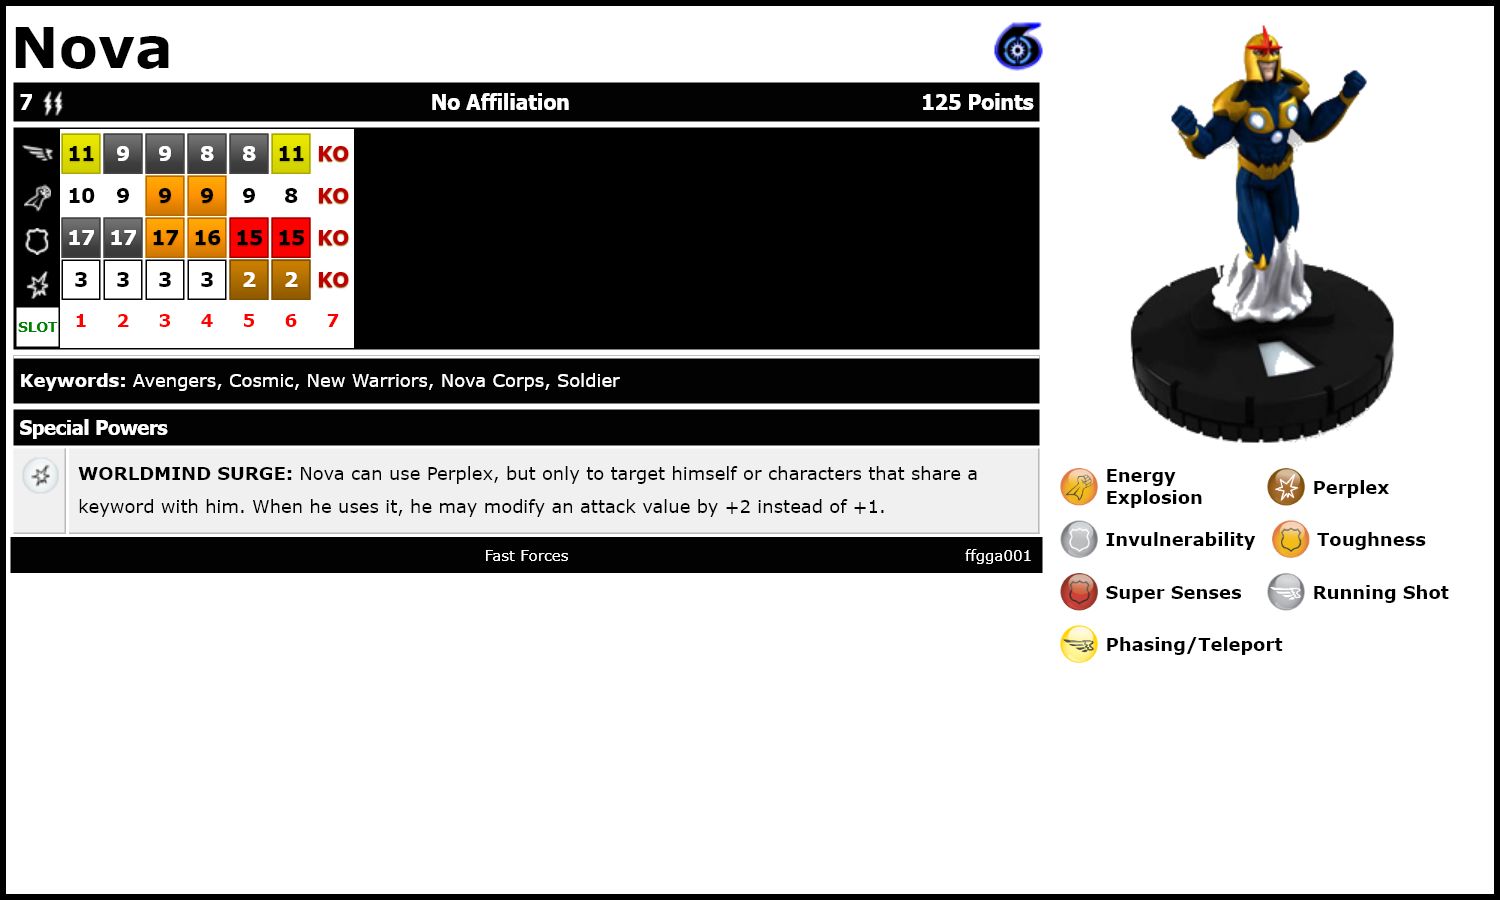 Nova
7 No Affiliation 125 Points
11 9 9 8 8 11 KO
10 9 9 9 9 8 KO
17 17 17 16 15 15 KO
3 3 3 3 2 2 KO
SLOT 1 2 3 4 5 6 7
Keywords: Avengers, Cosmic, New Warriors, Nova Corps, Soldier
Special Powers
WORLDMIND SURGE: Nova can use Perplex, but only to target himself or characters that share a
keyword with him. When he uses it, he may modify an attack value by +2 instead of +1.
Fast Forces ffgga001
Energy
Explosion
Perplex
Invulnerability
Toughness
Super Senses
Running Shot
Phasing/Teleport